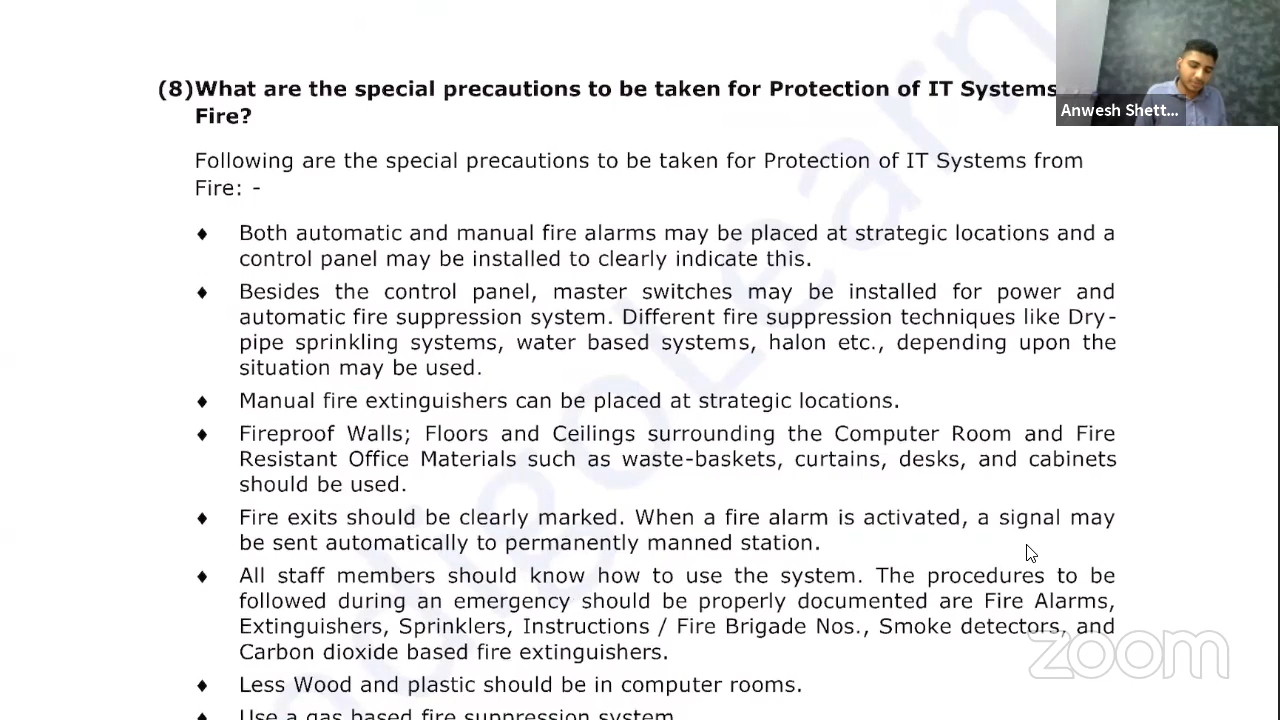 (8)What are the special precautions to be taken for Protection of IT Systems
Fire?
Anwesh Shett...
Following are the special precautions to be taken for Protection of IT Systems from
Fire: -
♦ Both automatic and manual fire alarms may be placed at strategic locations and a
control panel may be installed to clearly indicate this.
♦ Besides the control panel, master switches may be installed for power and
automatic fire suppression system. Different fire suppression techniques like Dry-
pipe sprinkling systems, water based systems, halon etc., depending upon the
situation may be used.
♦ Manual fire extinguishers can be placed at strategic locations.
♦ Fireproof Walls; Floors and Ceilings surrounding the Computer Room and Fire
Resistant Office Materials such as waste-baskets, curtains, desks, and cabinets
should be used.
♦ Fire exits should be clearly marked. When a fire alarm is activated, a signal may
be sent automatically to permanently manned station.
♦ All staff members should know how to use the system. The procedures to be
followed during an emergency should be properly documented are Fire Alarms,
Extinguishers, Sprinklers, Instructions / Fire Brigade Nos., Smoke detectors, and
Carbon dioxide based fire extinguishers.
zoom
♦ Less Wood and plastic should be in computer rooms.
♦ Use a gas based fire suppression system